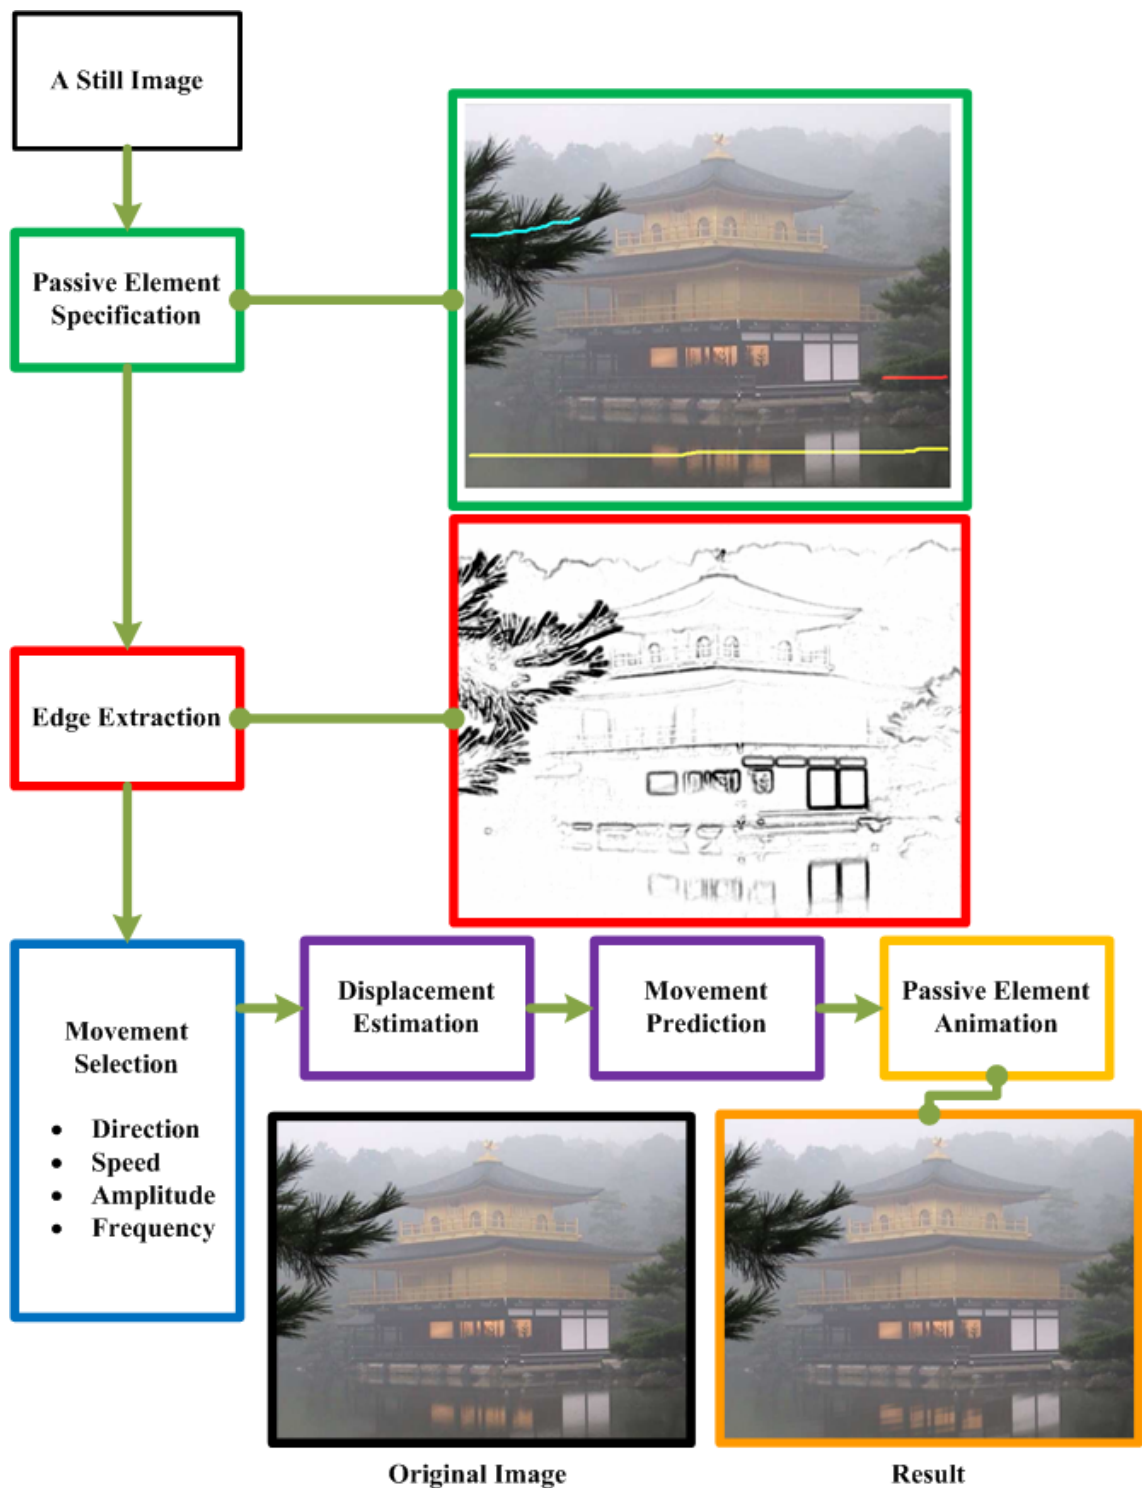 A Still Image
Passive Element
Specification
Edge Extraction
Movement
Selection
• Direction
• Speed
• Amplitude
• Frequency
Displacement
Estimation
Movement
Prediction
Passive Element
Animation
Original Image
Result